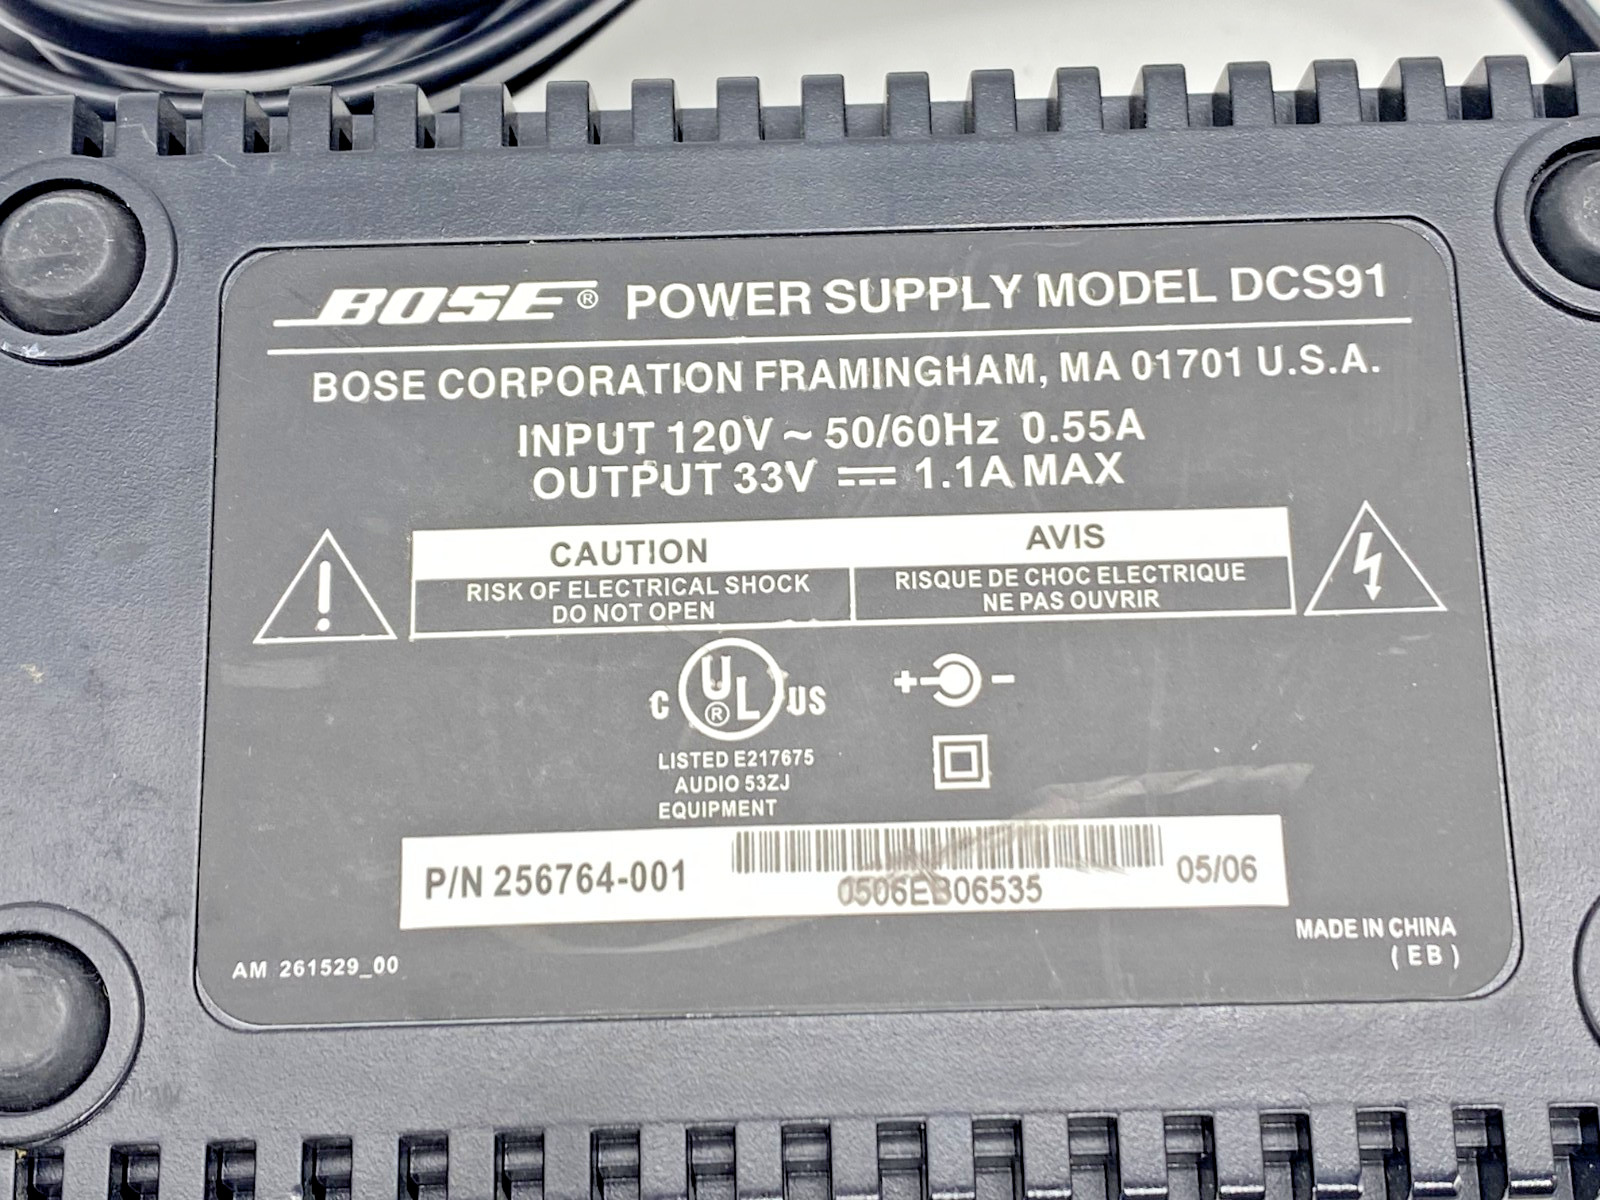 BOSE® POWER SUPPLY MODEL DCS91
BOSE CORPORATION FRAMINGHAM, MA 01701 U.S.A.
INPUT 120V ~ 50/60Hz 0.55A
OUTPUT 33V ⎓ 1.1A MAX
CAUTION
RISK OF ELECTRICAL SHOCK
DO NOT OPEN
AVIS
RISQUE DE CHOC ELECTRIQUE
NE PAS OUVRIR
C UL® US
LISTED E217675
AUDIO 53ZJ
EQUIPMENT
+ -
P/N 256764-001
0506EB06535
05/06
AM 261529_00
MADE IN CHINA
(EB)